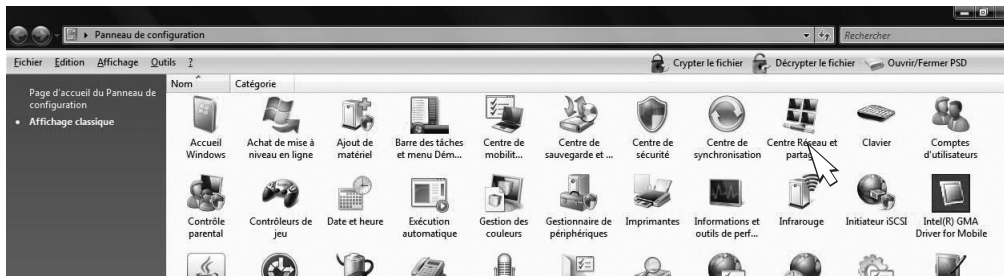 Panneau de configuration
Rechercher
Fichier Edition Affichage Outils ?
Crypter le fichier Décrypter le fichier Ouvrir/Fermer PSD
Page d'accueil du Panneau de
configuration
Affichage classique
Nom Catégorie
Accueil
Windows
Achat de mise à
niveau en ligne
Ajout de
matériel
Barre des tâches
et menu Dém...
Centre de
mobilit...
Centre de
sauvegarde et ...
Centre de
sécurité
Centre de
synchronisation
Centre Réseau et
partag
Clavier
Comptes
d'utilisateurs
Contrôle
parental
Contrôleurs de
jeu
Date et heure
Exécution
automatique
Gestion des
couleurs
Gestionnaire de
périphériques
Imprimantes
Informations et
outils de perf...
Infrarouge
Initiateur iSCSI
Intel(R) GMA
Driver for Mobile